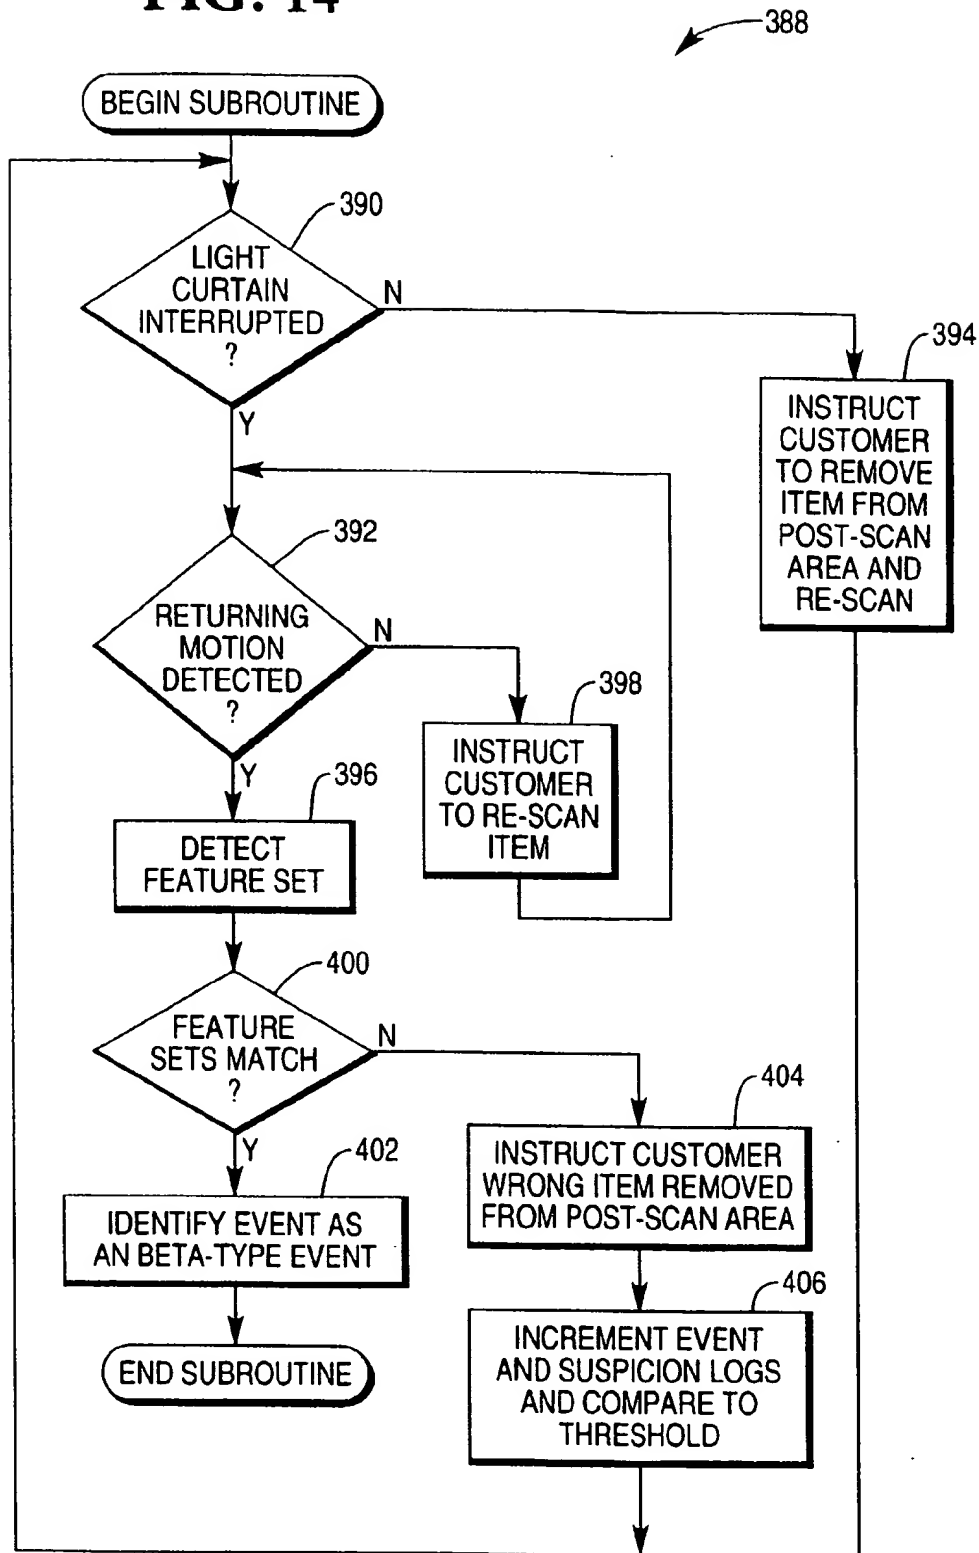 FIG. 14
388
BEGIN SUBROUTINE
390
LIGHT
CURTAIN
INTERRUPTED
?
N
Y
394
INSTRUCT
CUSTOMER
TO REMOVE
ITEM FROM
POST-SCAN
AREA AND
RE-SCAN
392
RETURNING
MOTION
DETECTED
?
N
Y
398
INSTRUCT
CUSTOMER
TO RE-SCAN
ITEM
396
DETECT
FEATURE SET
400
FEATURE
SETS MATCH
?
N
Y
404
INSTRUCT CUSTOMER
WRONG ITEM REMOVED
FROM POST-SCAN AREA
402
IDENTIFY EVENT AS
AN BETA-TYPE EVENT
406
INCREMENT EVENT
AND SUSPICION LOGS
AND COMPARE TO
THRESHOLD
END SUBROUTINE